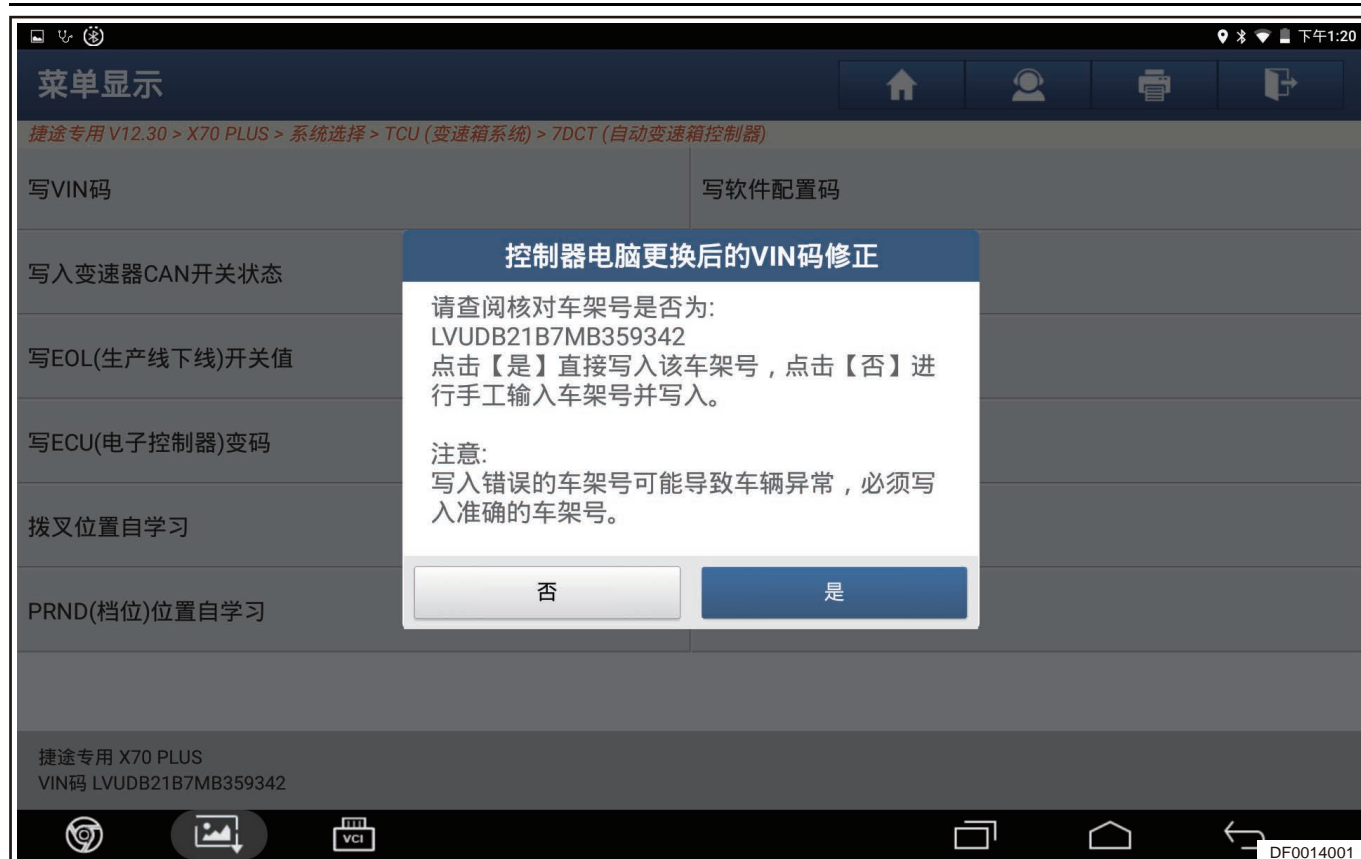 下午1:20
菜单显示
捷途专用 V12.30 > X70 PLUS > 系统选择 > TCU (变速箱系统) > 7DCT (自动变速箱控制器)
写VIN码
写软件配置码
写入变速器CAN开关状态
写EOL(生产线下线)开关值
写ECU(电子控制器)变码
拨叉位置自学习
PRND(档位)位置自学习
控制器电脑更换后的VIN码修正
请查阅核对车架号是否为:
LVUDB21B7MB359342
点击【是】直接写入该车架号，点击【否】进
行手工输入车架号并写入。
注意:
写入错误的车架号可能导致车辆异常，必须写
入准确的车架号。
否
是
捷途专用 X70 PLUS
VIN码 LVUDB21B7MB359342
VCI
DF0014001